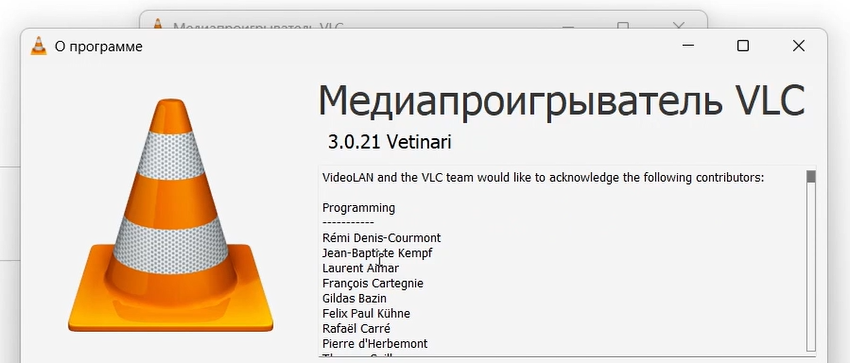 Медиапроигрыватель VLC
О программе
Медиапроигрыватель VLC
3.0.21 Vetinari
VideoLAN and the VLC team would like to acknowledge the following contributors:
Programming
-----------
Rémi Denis-Courmont
Jean-Baptiste Kempf
Laurent Aimar
François Cartegnie
Gildas Bazin
Felix Paul Kühne
Rafaël Carré
Pierre d'Herbemont